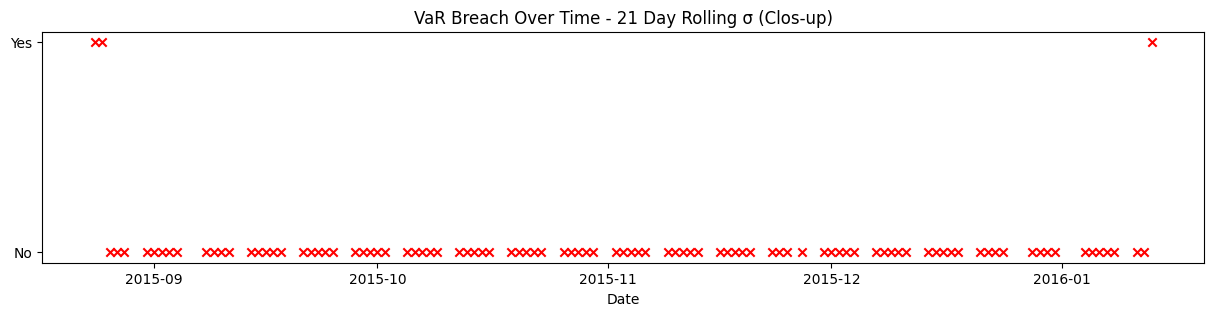 VaR Breach Over Time - 21 Day Rolling σ (Clos-up)
Yes
No
2015-09 2015-10 2015-11 2015-12 2016-01
Date